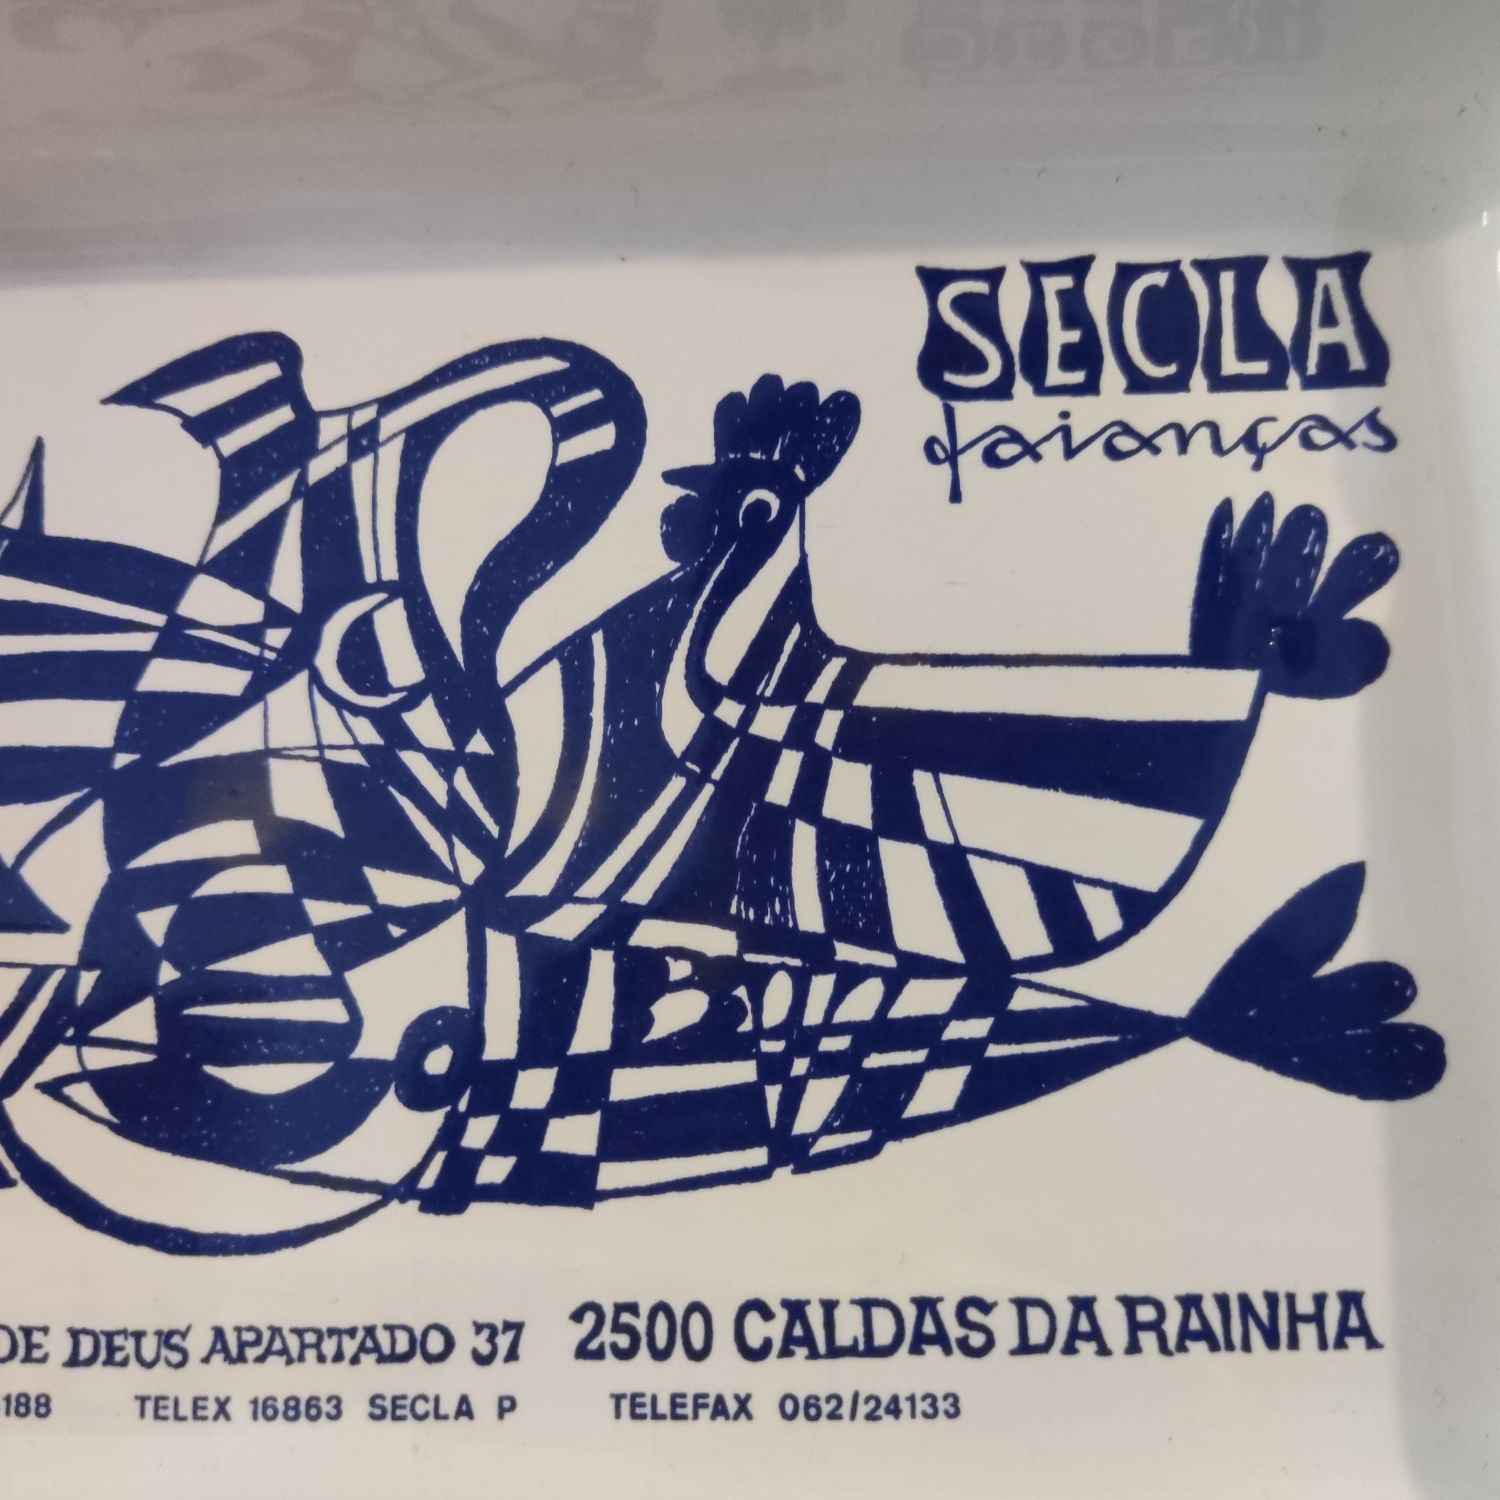 SECLA
faianças
DE DEUS APARTADO 37 2500 CALDAS DA RAINHA
188 TELEX 16863 SECLA P TELEFAX 062/24133